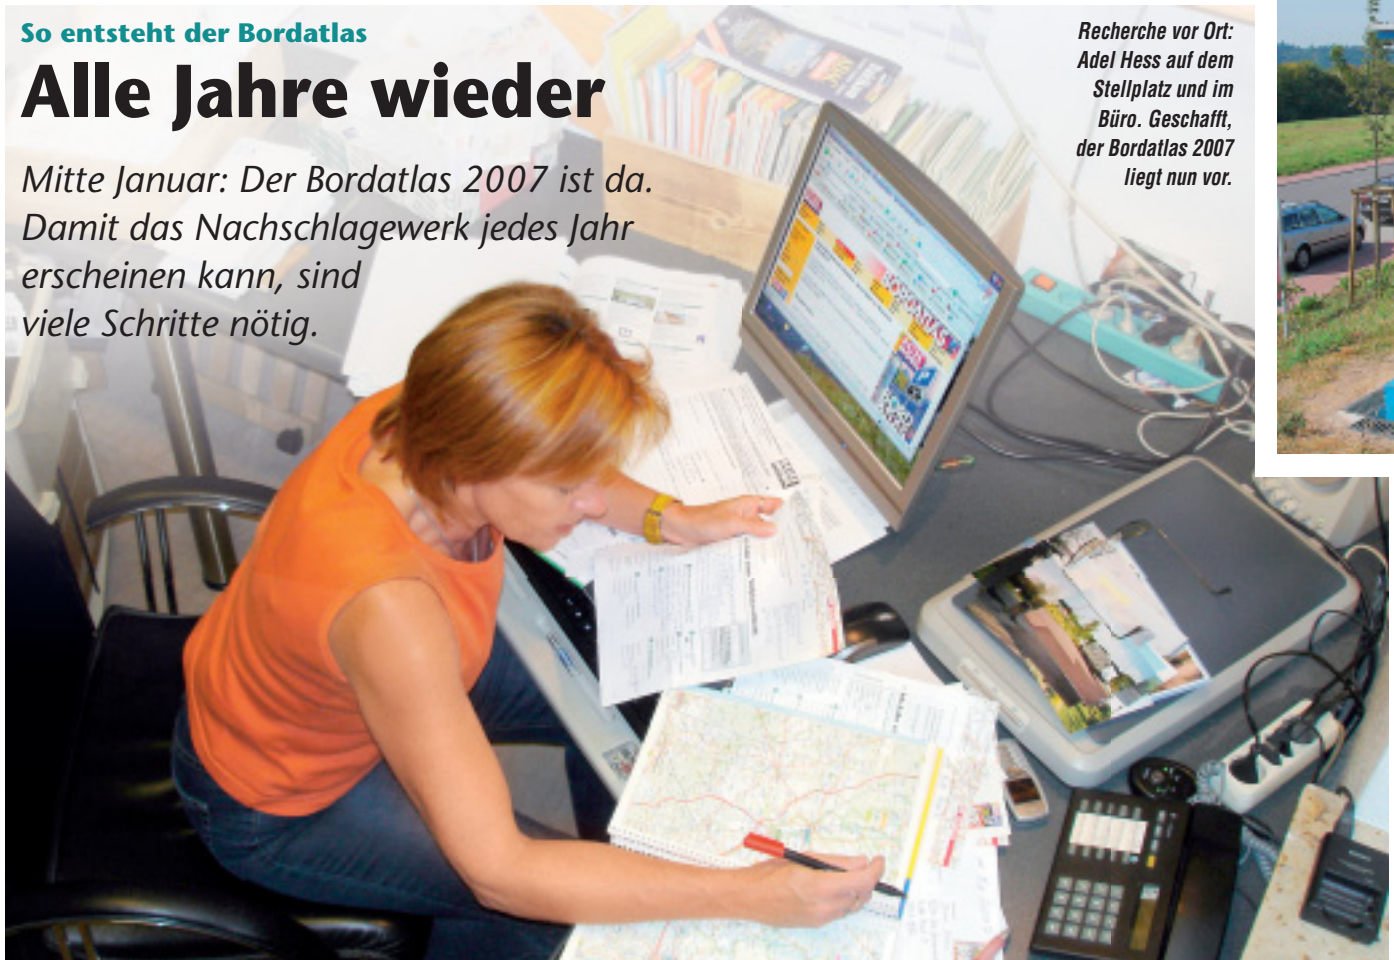 So entsteht der Bordatlas
Alle Jahre wieder
Mitte Januar: Der Bordatlas 2007 ist da.
Damit das Nachschlagewerk jedes Jahr
erscheinen kann, sind
viele Schritte nötig.
Recherche vor Ort:
Adel Hess auf dem
Stellplatz und im
Büro. Geschafft,
der Bordatlas 2007
liegt nun vor.